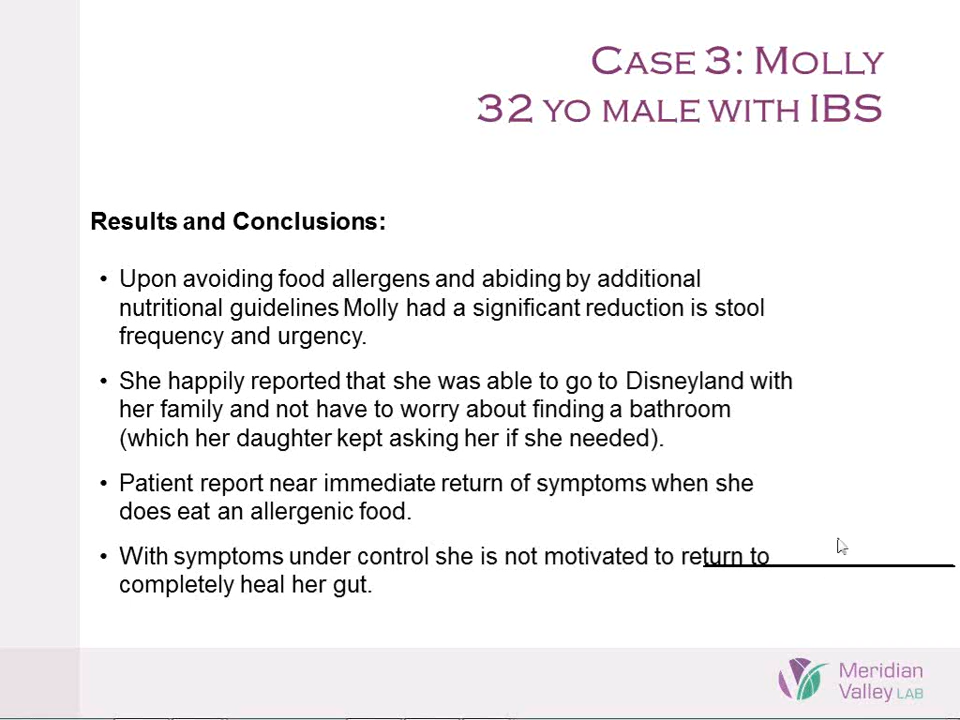 CASE 3: MOLLY
32 YO MALE WITH IBS
Results and Conclusions:
• Upon avoiding food allergens and abiding by additional
nutritional guidelines Molly had a significant reduction is stool
frequency and urgency.
• She happily reported that she was able to go to Disneyland with
her family and not have to worry about finding a bathroom
(which her daughter kept asking her if she needed).
• Patient report near immediate return of symptoms when she
does eat an allergenic food.
• With symptoms under control she is not motivated to return to
completely heal her gut.
Meridian
Valley LAB